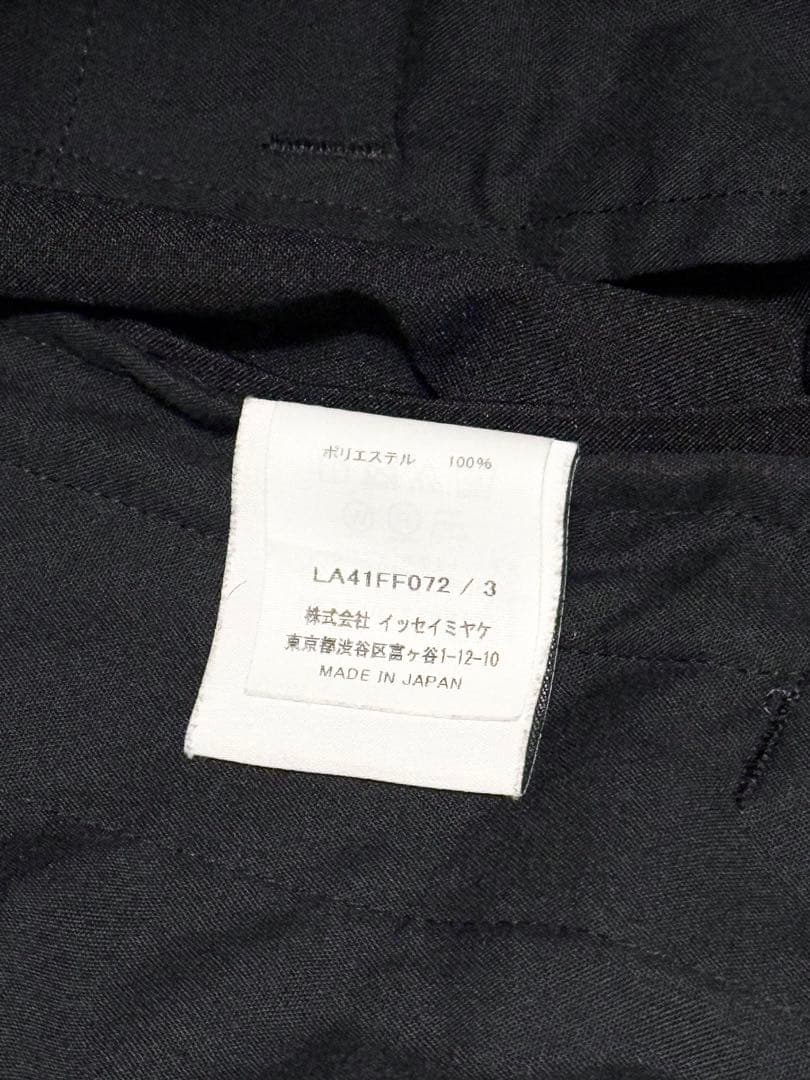 ポリエステル 100%
LA41FF072 / 3
株式会社 イッセイミヤケ
東京都渋谷区富ヶ谷1-12-10
MADE IN JAPAN